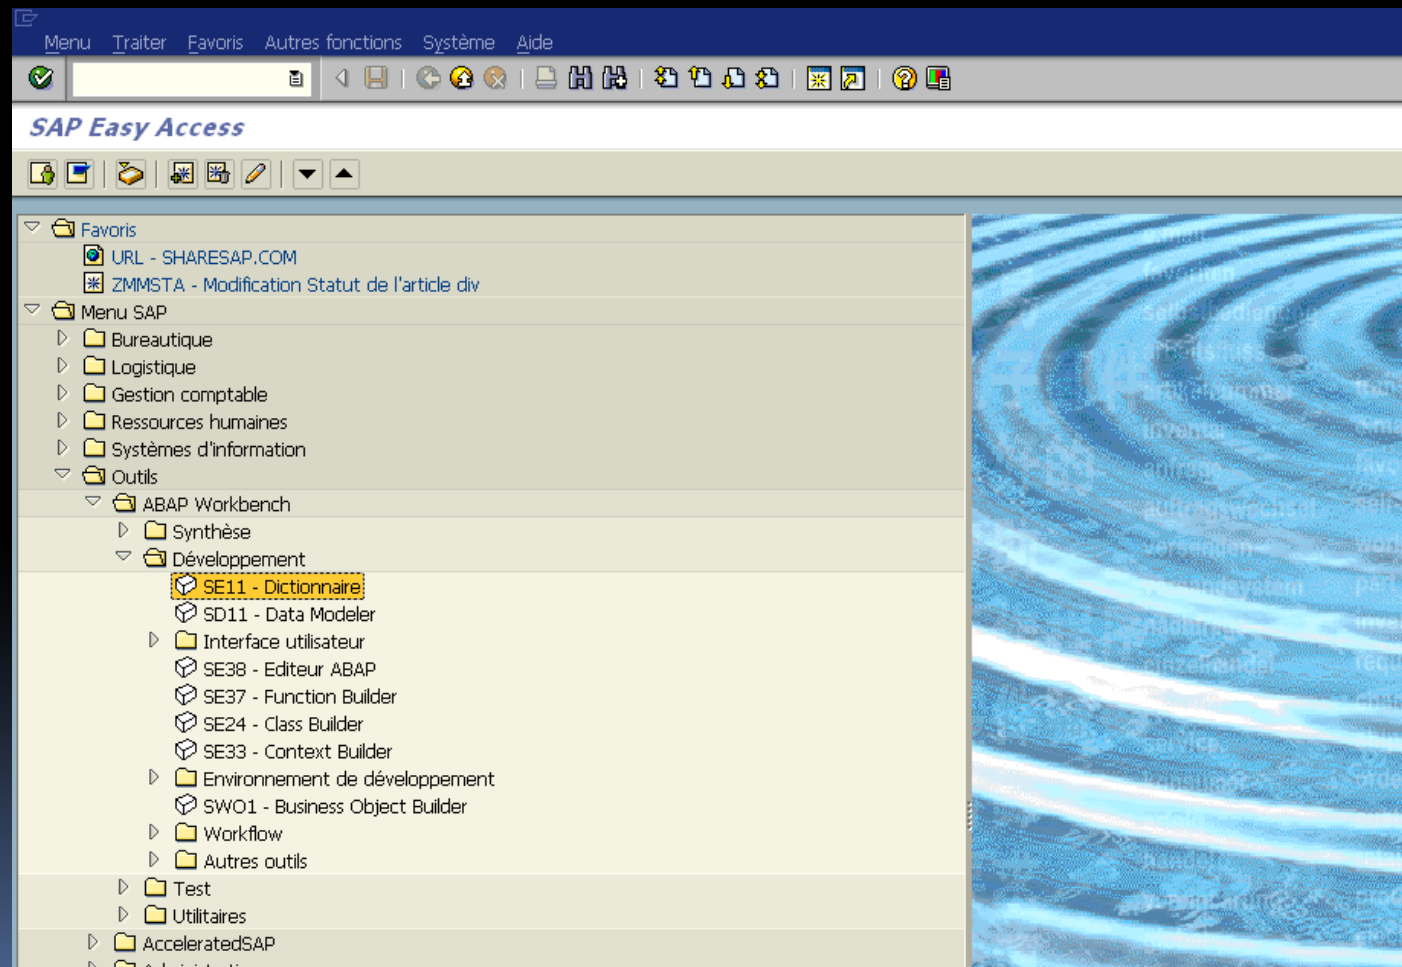 Menu Traiter Favoris Autres fonctions Système Aide
SAP Easy Access
Favoris
URL - SHARESAP.COM
ZMMSTA - Modification Statut de l'article div
Menu SAP
Bureautique
Logistique
Gestion comptable
Ressources humaines
Systèmes d'information
Outils
ABAP Workbench
Synthèse
Développement
SE11 - Dictionnaire
SD11 - Data Modeler
Interface utilisateur
SE38 - Editeur ABAP
SE37 - Function Builder
SE24 - Class Builder
SE33 - Context Builder
Environnement de développement
SWO1 - Business Object Builder
Workflow
Autres outils
Test
Utilitaires
AcceleratedSAP